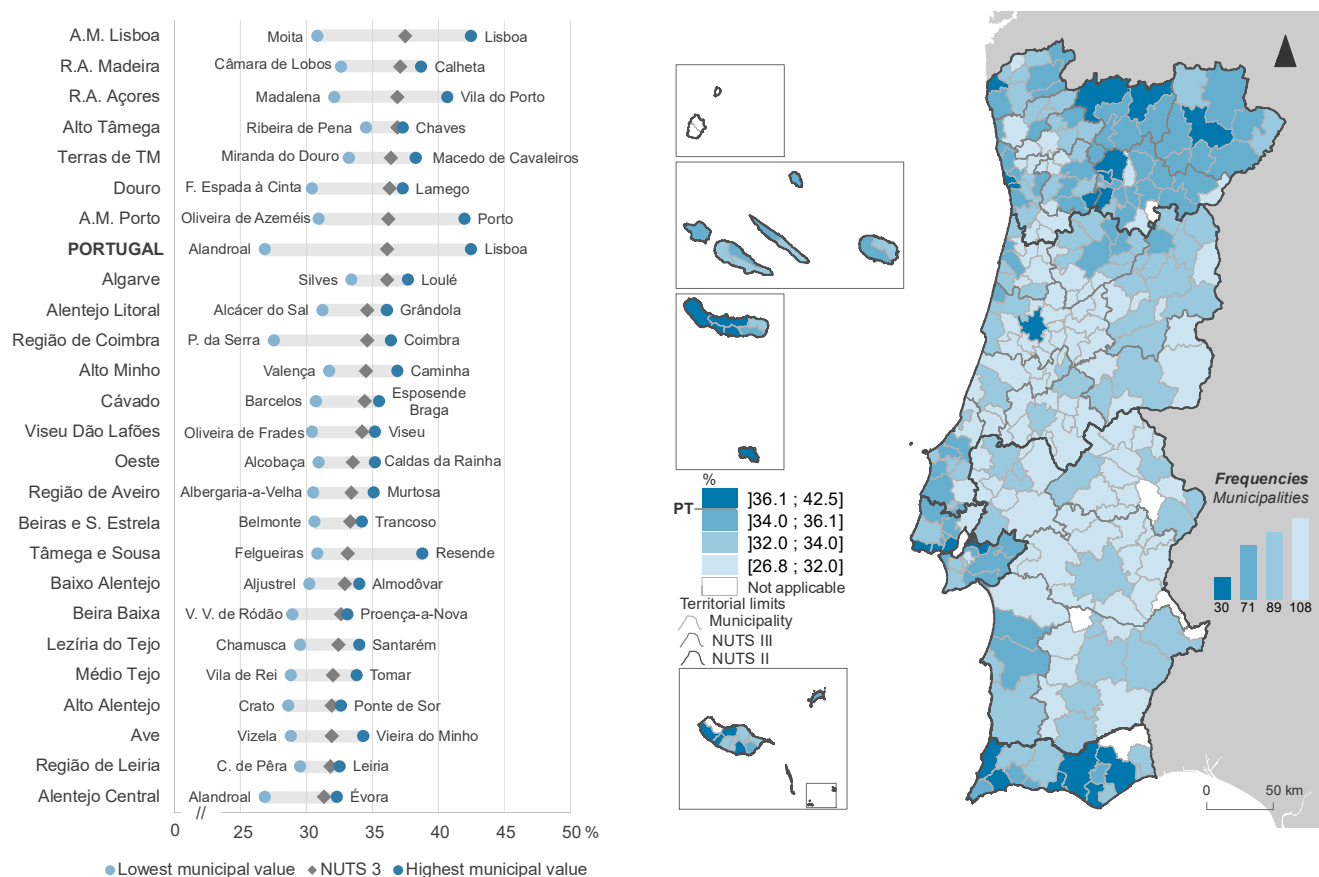 A.M. Lisboa Moita Lisboa
R.A. Madeira Câmara de Lobos Calheta
R.A. Açores Madalena Vila do Porto
Alto Tâmega Ribeira de Pena Chaves
Terras de TM Miranda do Douro Macedo de Cavaleiros
Douro F. Espada à Cinta Lamego
A.M. Porto Oliveira de Azeméis Porto
PORTUGAL Alandroal Lisboa
Algarve Silves Loulé
Alentejo Litoral Alcácer do Sal Grândola
Região de Coimbra P. da Serra Coimbra
Alto Minho Valença Caminha
Cávado Barcelos Esposende
Braga
Viseu Dão Lafões Oliveira de Frades Viseu
Oeste Alcobaça Caldas da Rainha
Região de Aveiro Albergaria-a-Velha Murtosa
Beiras e S. Estrela Belmonte Trancoso
Tâmega e Sousa Felgueiras Resende
Baixo Alentejo Aljustrel Almodôvar
Beira Baixa V. V. de Ródão Proença-a-Nova
Lezíria do Tejo Chamusca Santarém
Médio Tejo Vila de Rei Tomar
Alto Alentejo Crato Ponte de Sor
Ave Vizela Vieira do Minho
Região de Leiria C. de Pêra Leiria
Alentejo Central Alandroal Évora
0 // 25 30 35 40 45 50 %
Lowest municipal value NUTS 3 Highest municipal value
%
PT
]36.1 ; 42.5]
]34.0 ; 36.1]
]32.0 ; 34.0]
[26.8 ; 32.0]
Not applicable
Territorial limits
Municipality
NUTS III
NUTS II
Frequencies
Municipalities
30 71 89 108
0 50 km